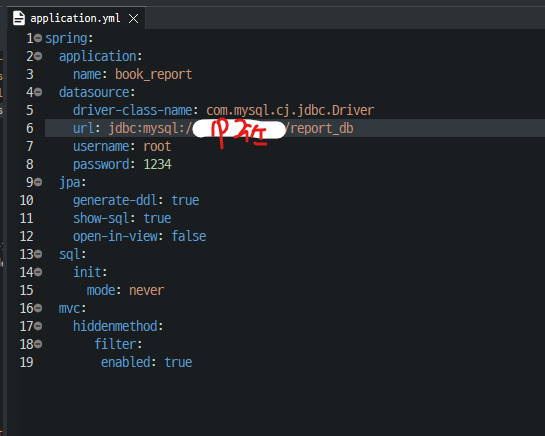 application.yml
1 spring:
2 application:
3 name: book_report
4 datasource:
5 driver-class-name: com.mysql.cj.jdbc.Driver
6 url: jdbc:mysql:/ IP 주소 /report_db
7 username: root
8 password: 1234
9 jpa:
10 generate-ddl: true
11 show-sql: true
12 open-in-view: false
13 sql:
14 init:
15 mode: never
16 mvc:
17 hiddenmethod:
18 filter:
19 enabled: true